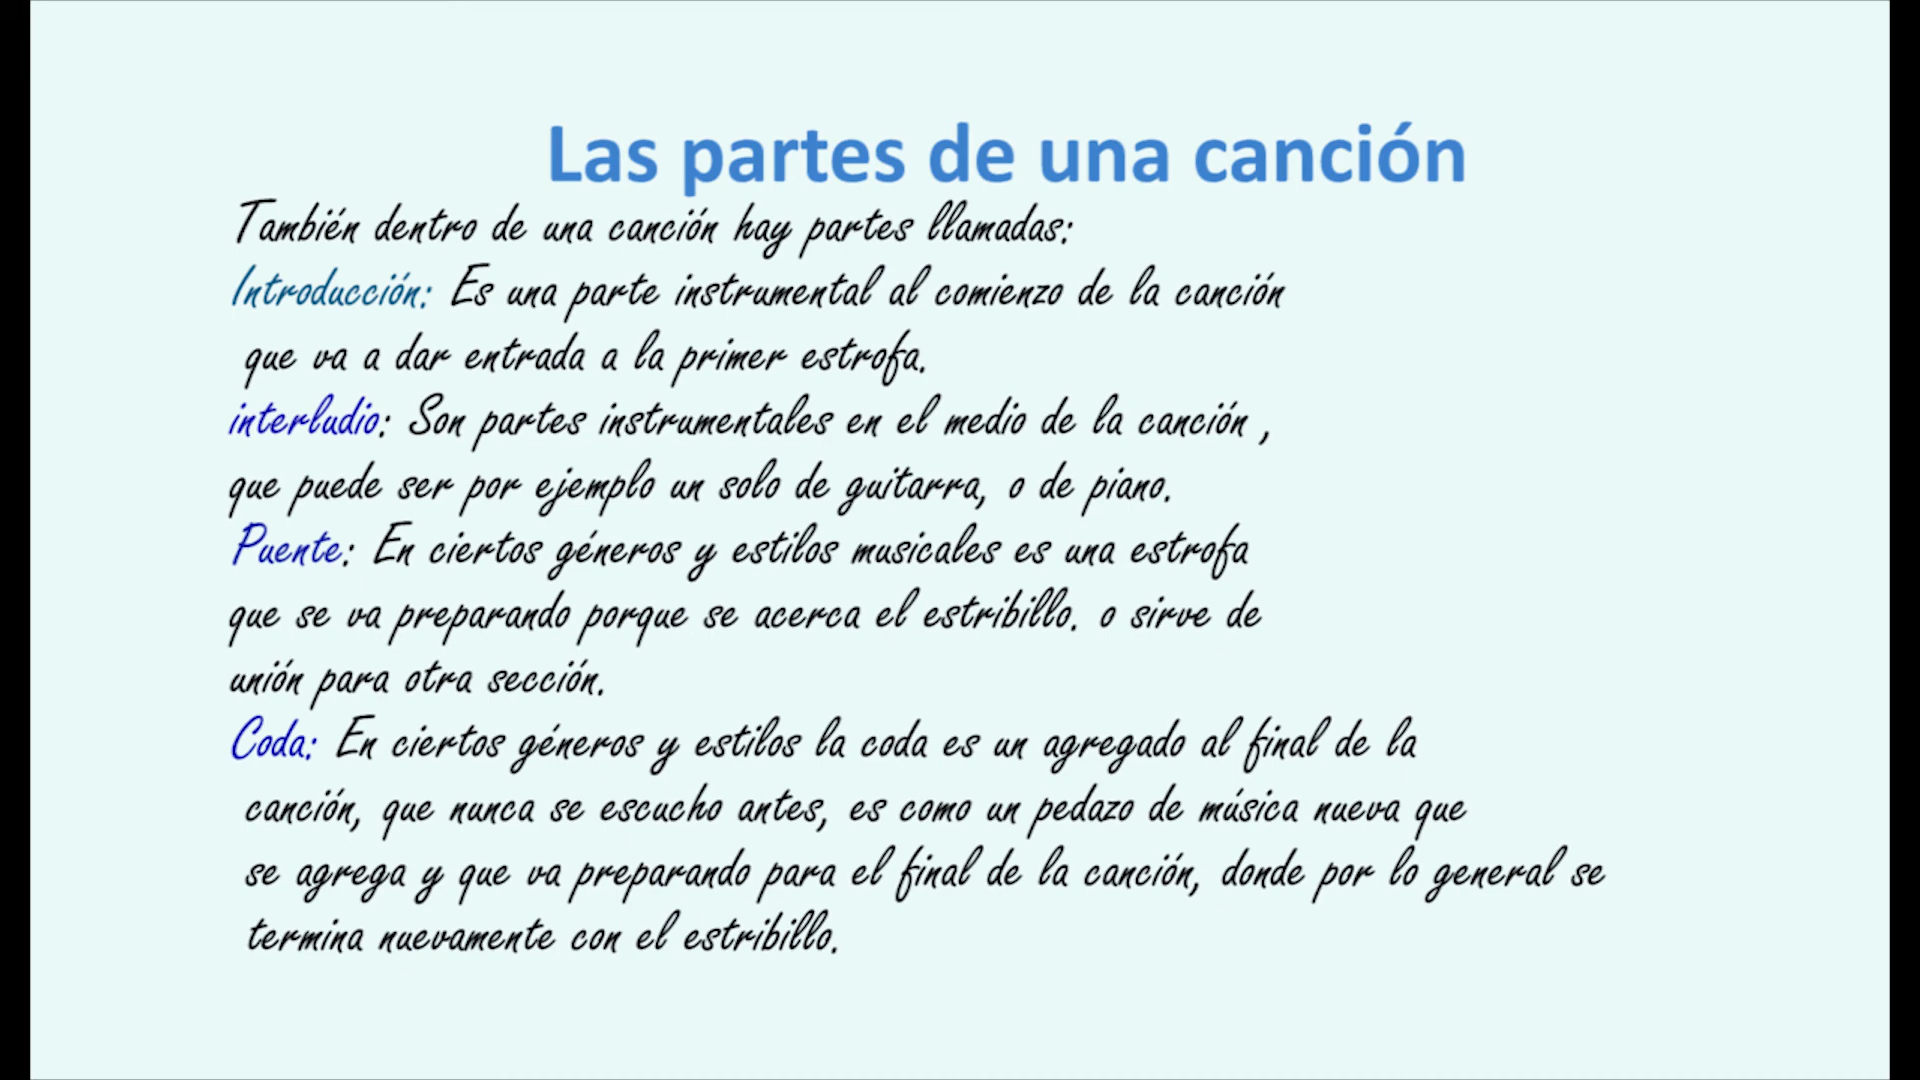 Las partes de una canción
También dentro de una canción hay partes llamadas:
Introducción: Es una parte instrumental al comienzo de la canción
que va a dar entrada a la primer estrofa.
interludio: Son partes instrumentales en el medio de la canción ,
que puede ser por ejemplo un solo de guitarra, o de piano.
Puente: En ciertos géneros y estilos musicales es una estrofa
que se va preparando porque se acerca el estribillo. o sirve de
unión para otra sección.
Coda: En ciertos géneros y estilos la coda es un agregado al final de la
canción, que nunca se escucho antes, es como un pedazo de música nueva que
se agrega y que va preparando para el final de la canción, donde por lo general se
termina nuevamente con el estribillo.